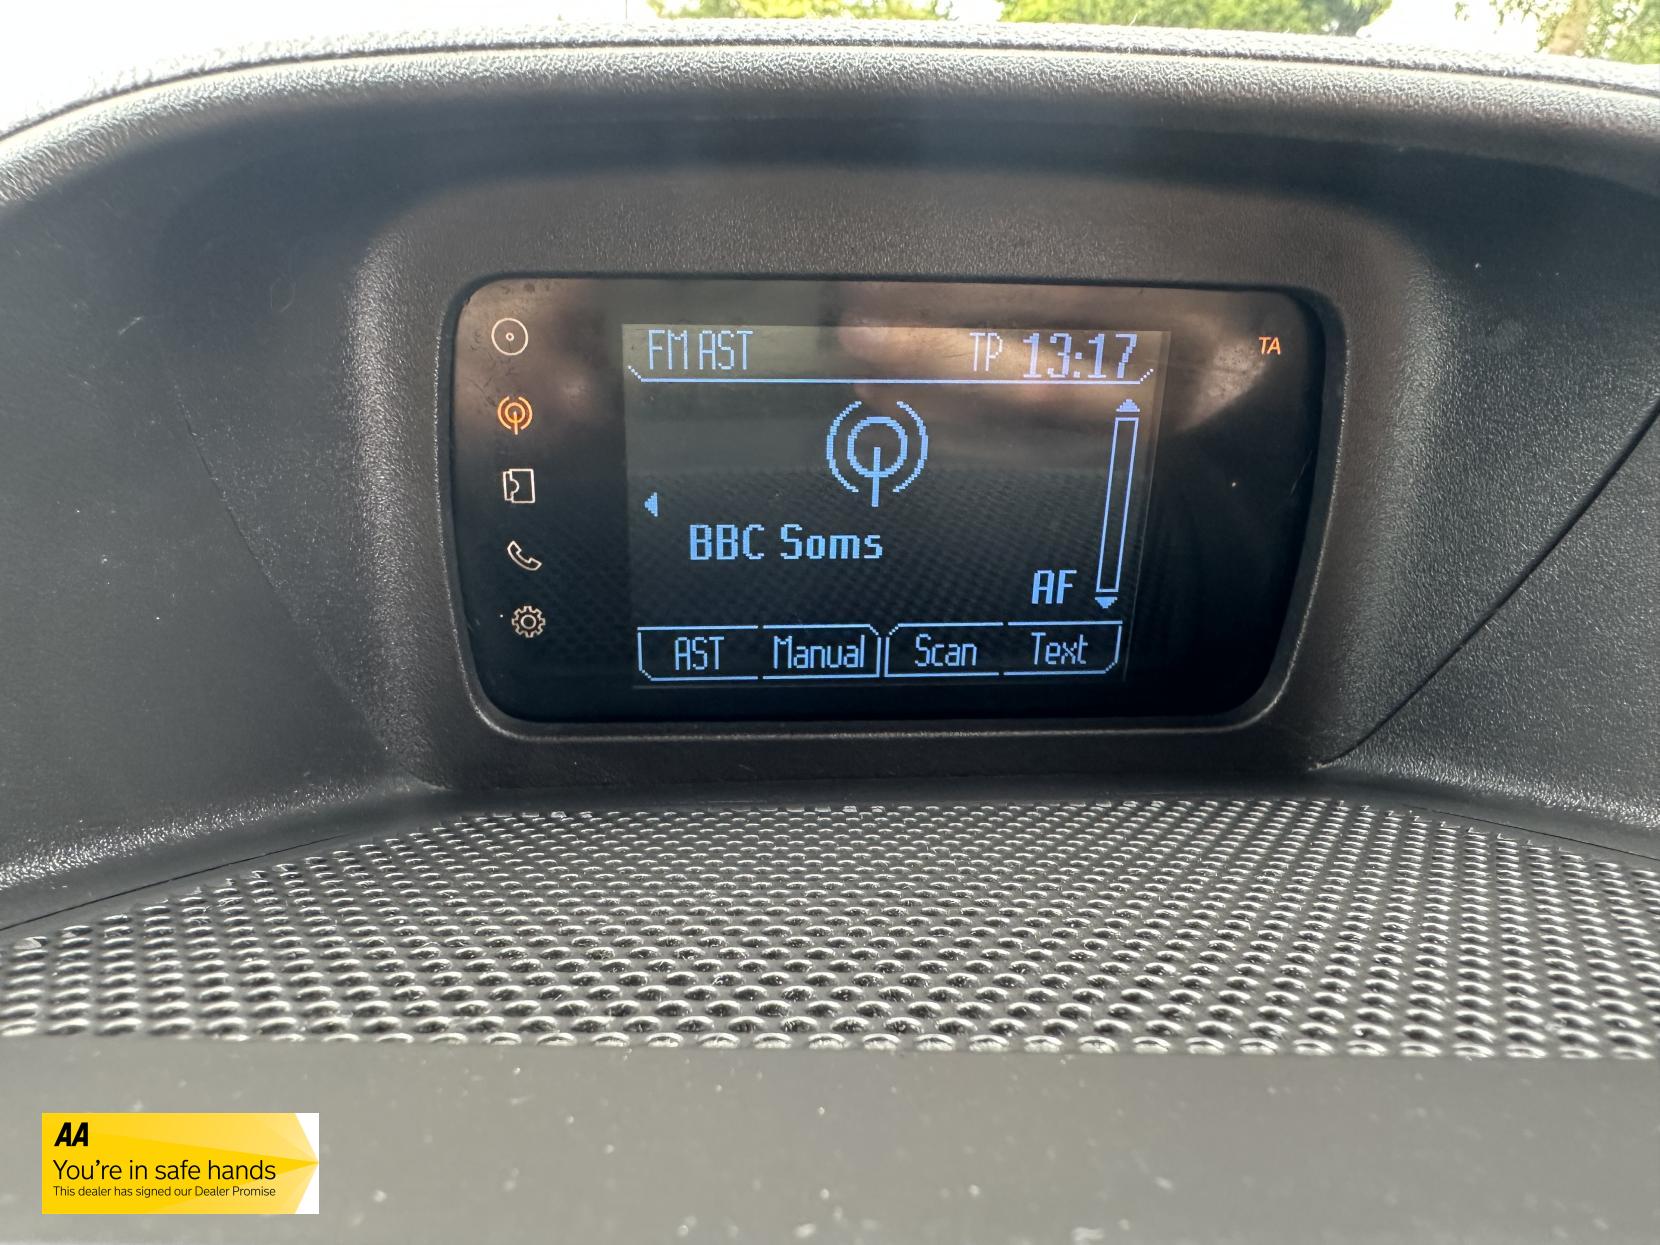 FM AST TP 13:17
TA
BBC Soms
AF
AST Manual Scan Text
AA
You're in safe hands
This dealer has signed our Dealer Promise